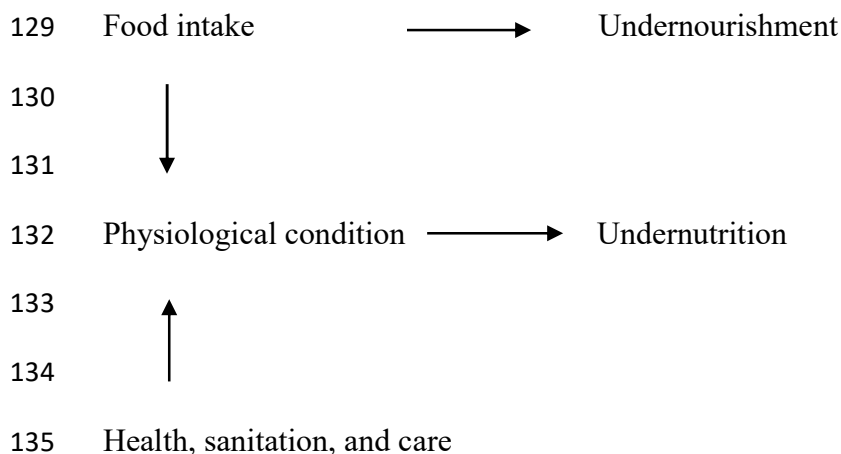 129 Food intake Undernourishment
130
131
132 Physiological condition Undernutrition
133
134
135 Health, sanitation, and care